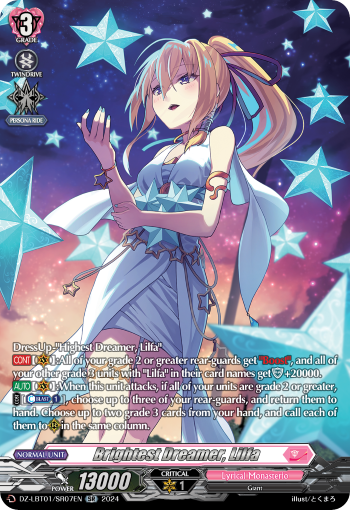 3
GRADE
TWINDRIVE
PERSONA RIDE
DressUp-"Highest Dreamer, Lilfa"
CONT [ ]:All of your grade 2 or greater rear-guards get "Boost", and all of
your other grade 3 units with "Lilfa" in their card names get +20000.
AUTO [ ]:When this unit attacks, if all of your units are grade 2 or greater,
[ BLAST 1], choose up to three of your rear-guards, and return them to
hand. Choose up to two grade 3 cards from your hand, and call each of
them to in the same column.
NORMAL UNIT
Brightest Dreamer, Lilfa
POWER 13000
CRITICAL
1
Lyrical Monasterio
Giant
D DZ-LBT01/SR07EN SR 2024
illust/とくまろ